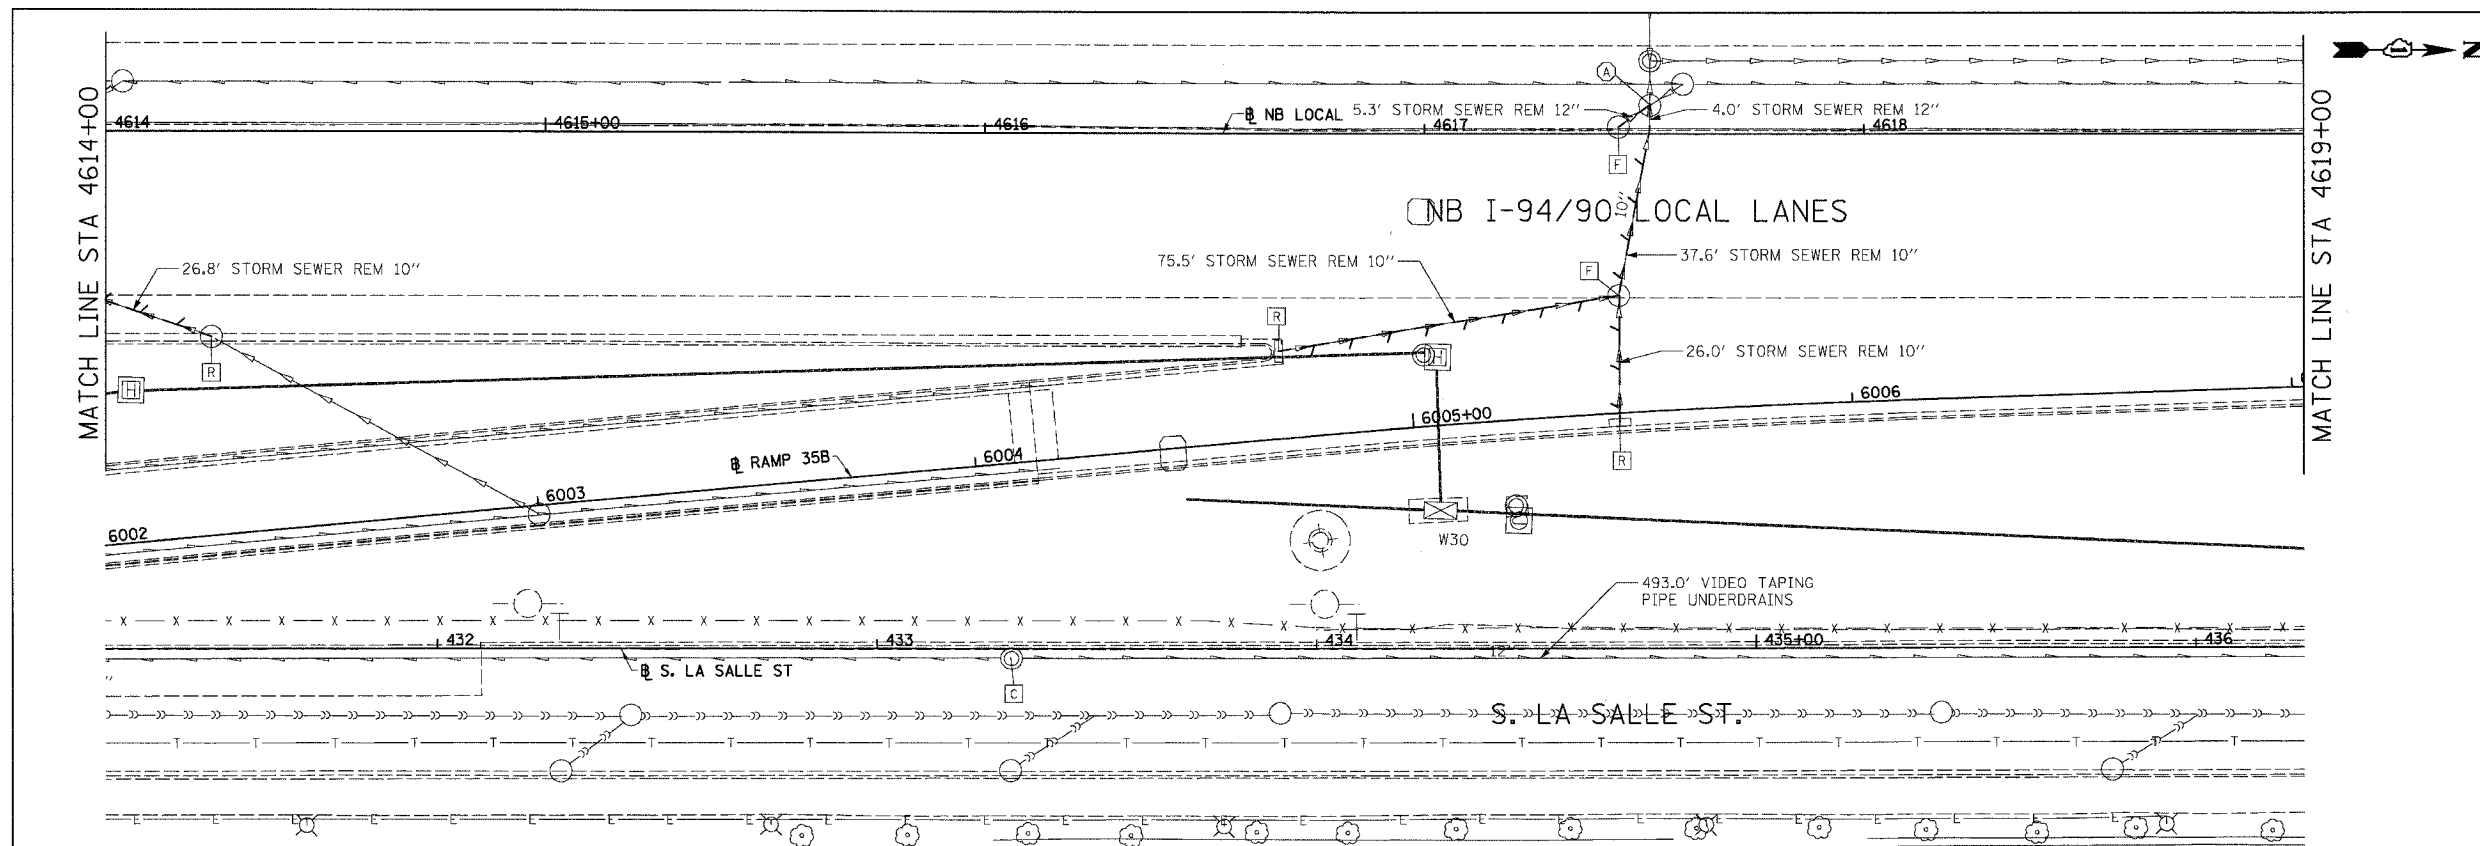 MATCH LINE STA 4614+00
4614
4615+00
4616
4617
4618
℄ NB LOCAL
5.3' STORM SEWER REM 12"
4.0' STORM SEWER REM 12"
A
F
N
MATCH LINE STA 4619+00
NB I-94/90 LOCAL LANES
10"
26.8' STORM SEWER REM 10"
75.5' STORM SEWER REM 10"
37.6' STORM SEWER REM 10"
F
R
R
H
H
26.0' STORM SEWER REM 10"
R
6002
6003
6004
6005+00
6006
℄ RAMP 35B
W30
493.0' VIDEO TAPING
PIPE UNDERDRAINS
432
433
434
435+00
436
12"
℄ S. LA SALLE ST
C
S. LA SALLE ST.